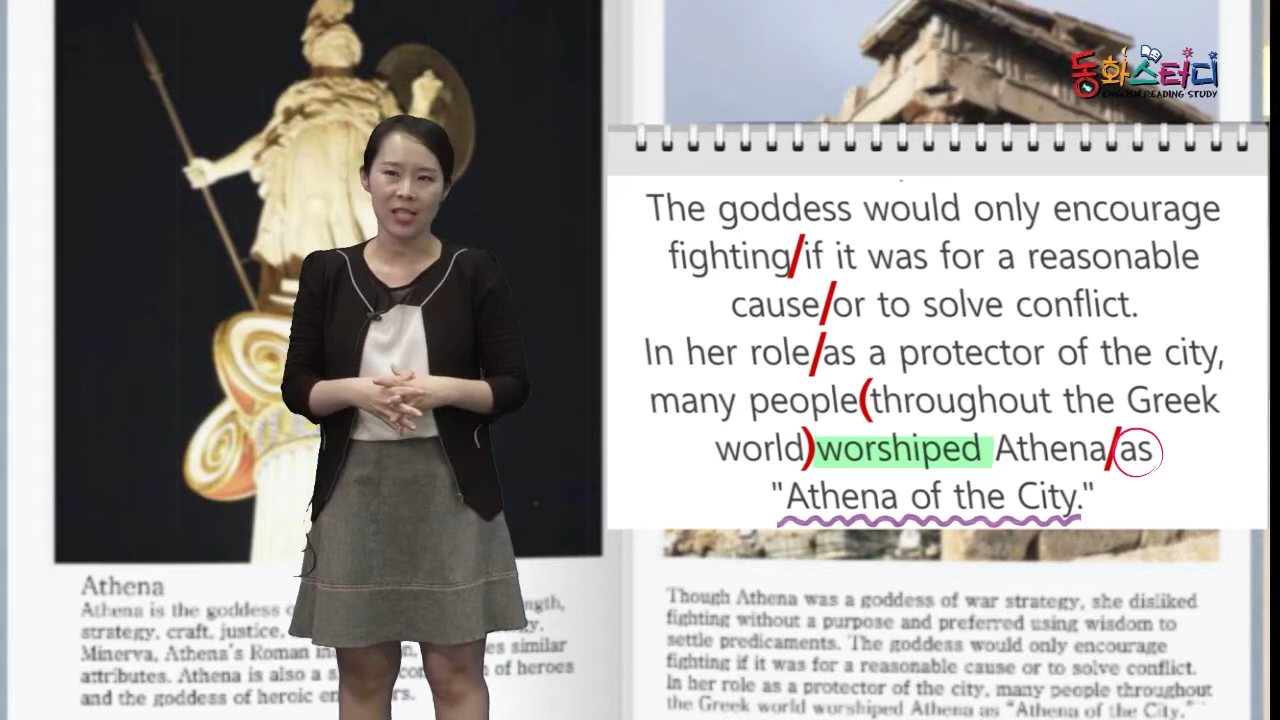 동화스터디
ENGLISH READING STUDY
The goddess would only encourage
fighting/if it was for a reasonable
cause/or to solve conflict.
In her role/as a protector of the city,
many people(throughout the Greek
world)worshiped Athena/as
"Athena of the City."
Athena
Athena is the goddess
strategy, craft, justice,
Minerva, Athena's Roman similar
attributes. Athena is also a of heroes
and the goddess of heroic
Though Athena was a goddess of war strategy, she disliked
fighting without a purpose and preferred using wisdom to
settle predicaments. The goddess would only encourage
fighting if it was for a reasonable cause or to solve conflict.
In her role as a protector of the city, many people throughout
the Greek world worshiped Athena as "Athena of the City."